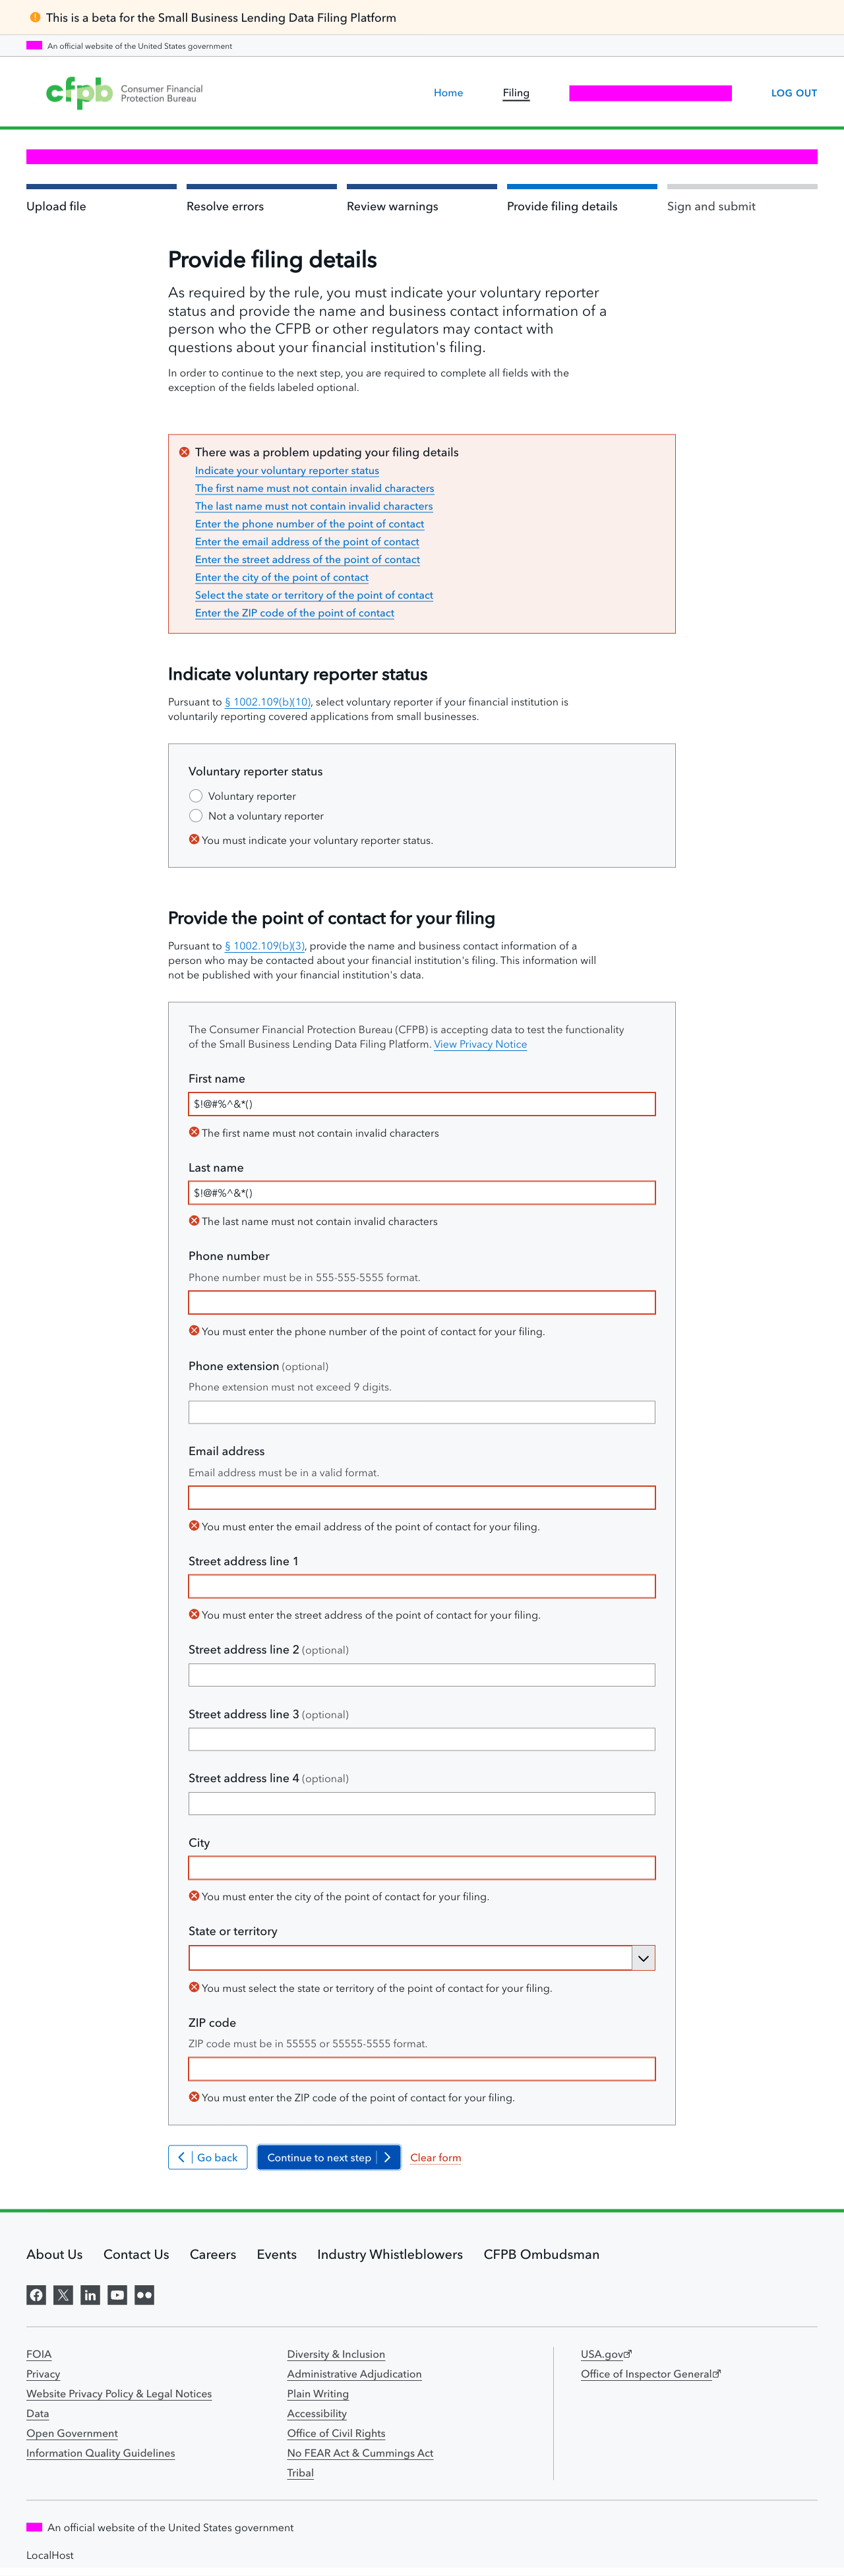 This is a beta for the Small Business Lending Data Filing Platform
An official website of the United States government
cfpb Consumer Financial
Protection Bureau
Home
Filing
LOG OUT
Upload file
Resolve errors
Review warnings
Provide filing details
Sign and submit
Provide filing details
As required by the rule, you must indicate your voluntary reporter
status and provide the name and business contact information of a
person who the CFPB or other regulators may contact with
questions about your financial institution's filing.
In order to continue to the next step, you are required to complete all fields with the
exception of the fields labeled optional.
There was a problem updating your filing details
Indicate your voluntary reporter status
The first name must not contain invalid characters
The last name must not contain invalid characters
Enter the phone number of the point of contact
Enter the email address of the point of contact
Enter the street address of the point of contact
Enter the city of the point of contact
Select the state or territory of the point of contact
Enter the ZIP code of the point of contact
Indicate voluntary reporter status
Pursuant to § 1002.109(b)(10), select voluntary reporter if your financial institution is
voluntarily reporting covered applications from small businesses.
Voluntary reporter status
Voluntary reporter
Not a voluntary reporter
You must indicate your voluntary reporter status.
Provide the point of contact for your filing
Pursuant to § 1002.109(b)(3), provide the name and business contact information of a
person who may be contacted about your financial institution's filing. This information will
not be published with your financial institution's data.
The Consumer Financial Protection Bureau (CFPB) is accepting data to test the functionality
of the Small Business Lending Data Filing Platform. View Privacy Notice
First name
$!@#%^&*()
The first name must not contain invalid characters
Last name
$!@#%^&*()
The last name must not contain invalid characters
Phone number
Phone number must be in 555-555-5555 format.
You must enter the phone number of the point of contact for your filing.
Phone extension (optional)
Phone extension must not exceed 9 digits.
Email address
Email address must be in a valid format.
You must enter the email address of the point of contact for your filing.
Street address line 1
You must enter the street address of the point of contact for your filing.
Street address line 2 (optional)
Street address line 3 (optional)
Street address line 4 (optional)
City
You must enter the city of the point of contact for your filing.
State or territory
You must select the state or territory of the point of contact for your filing.
ZIP code
ZIP code must be in 55555 or 55555-5555 format.
You must enter the ZIP code of the point of contact for your filing.
Go back
Continue to next step
Clear form
About Us
Contact Us
Careers
Events
Industry Whistleblowers
CFPB Ombudsman
FOIA
Privacy
Website Privacy Policy & Legal Notices
Data
Open Government
Information Quality Guidelines
Diversity & Inclusion
Administrative Adjudication
Plain Writing
Accessibility
Office of Civil Rights
No FEAR Act & Cummings Act
Tribal
USA.gov
Office of Inspector General
An official website of the United States government
LocalHost